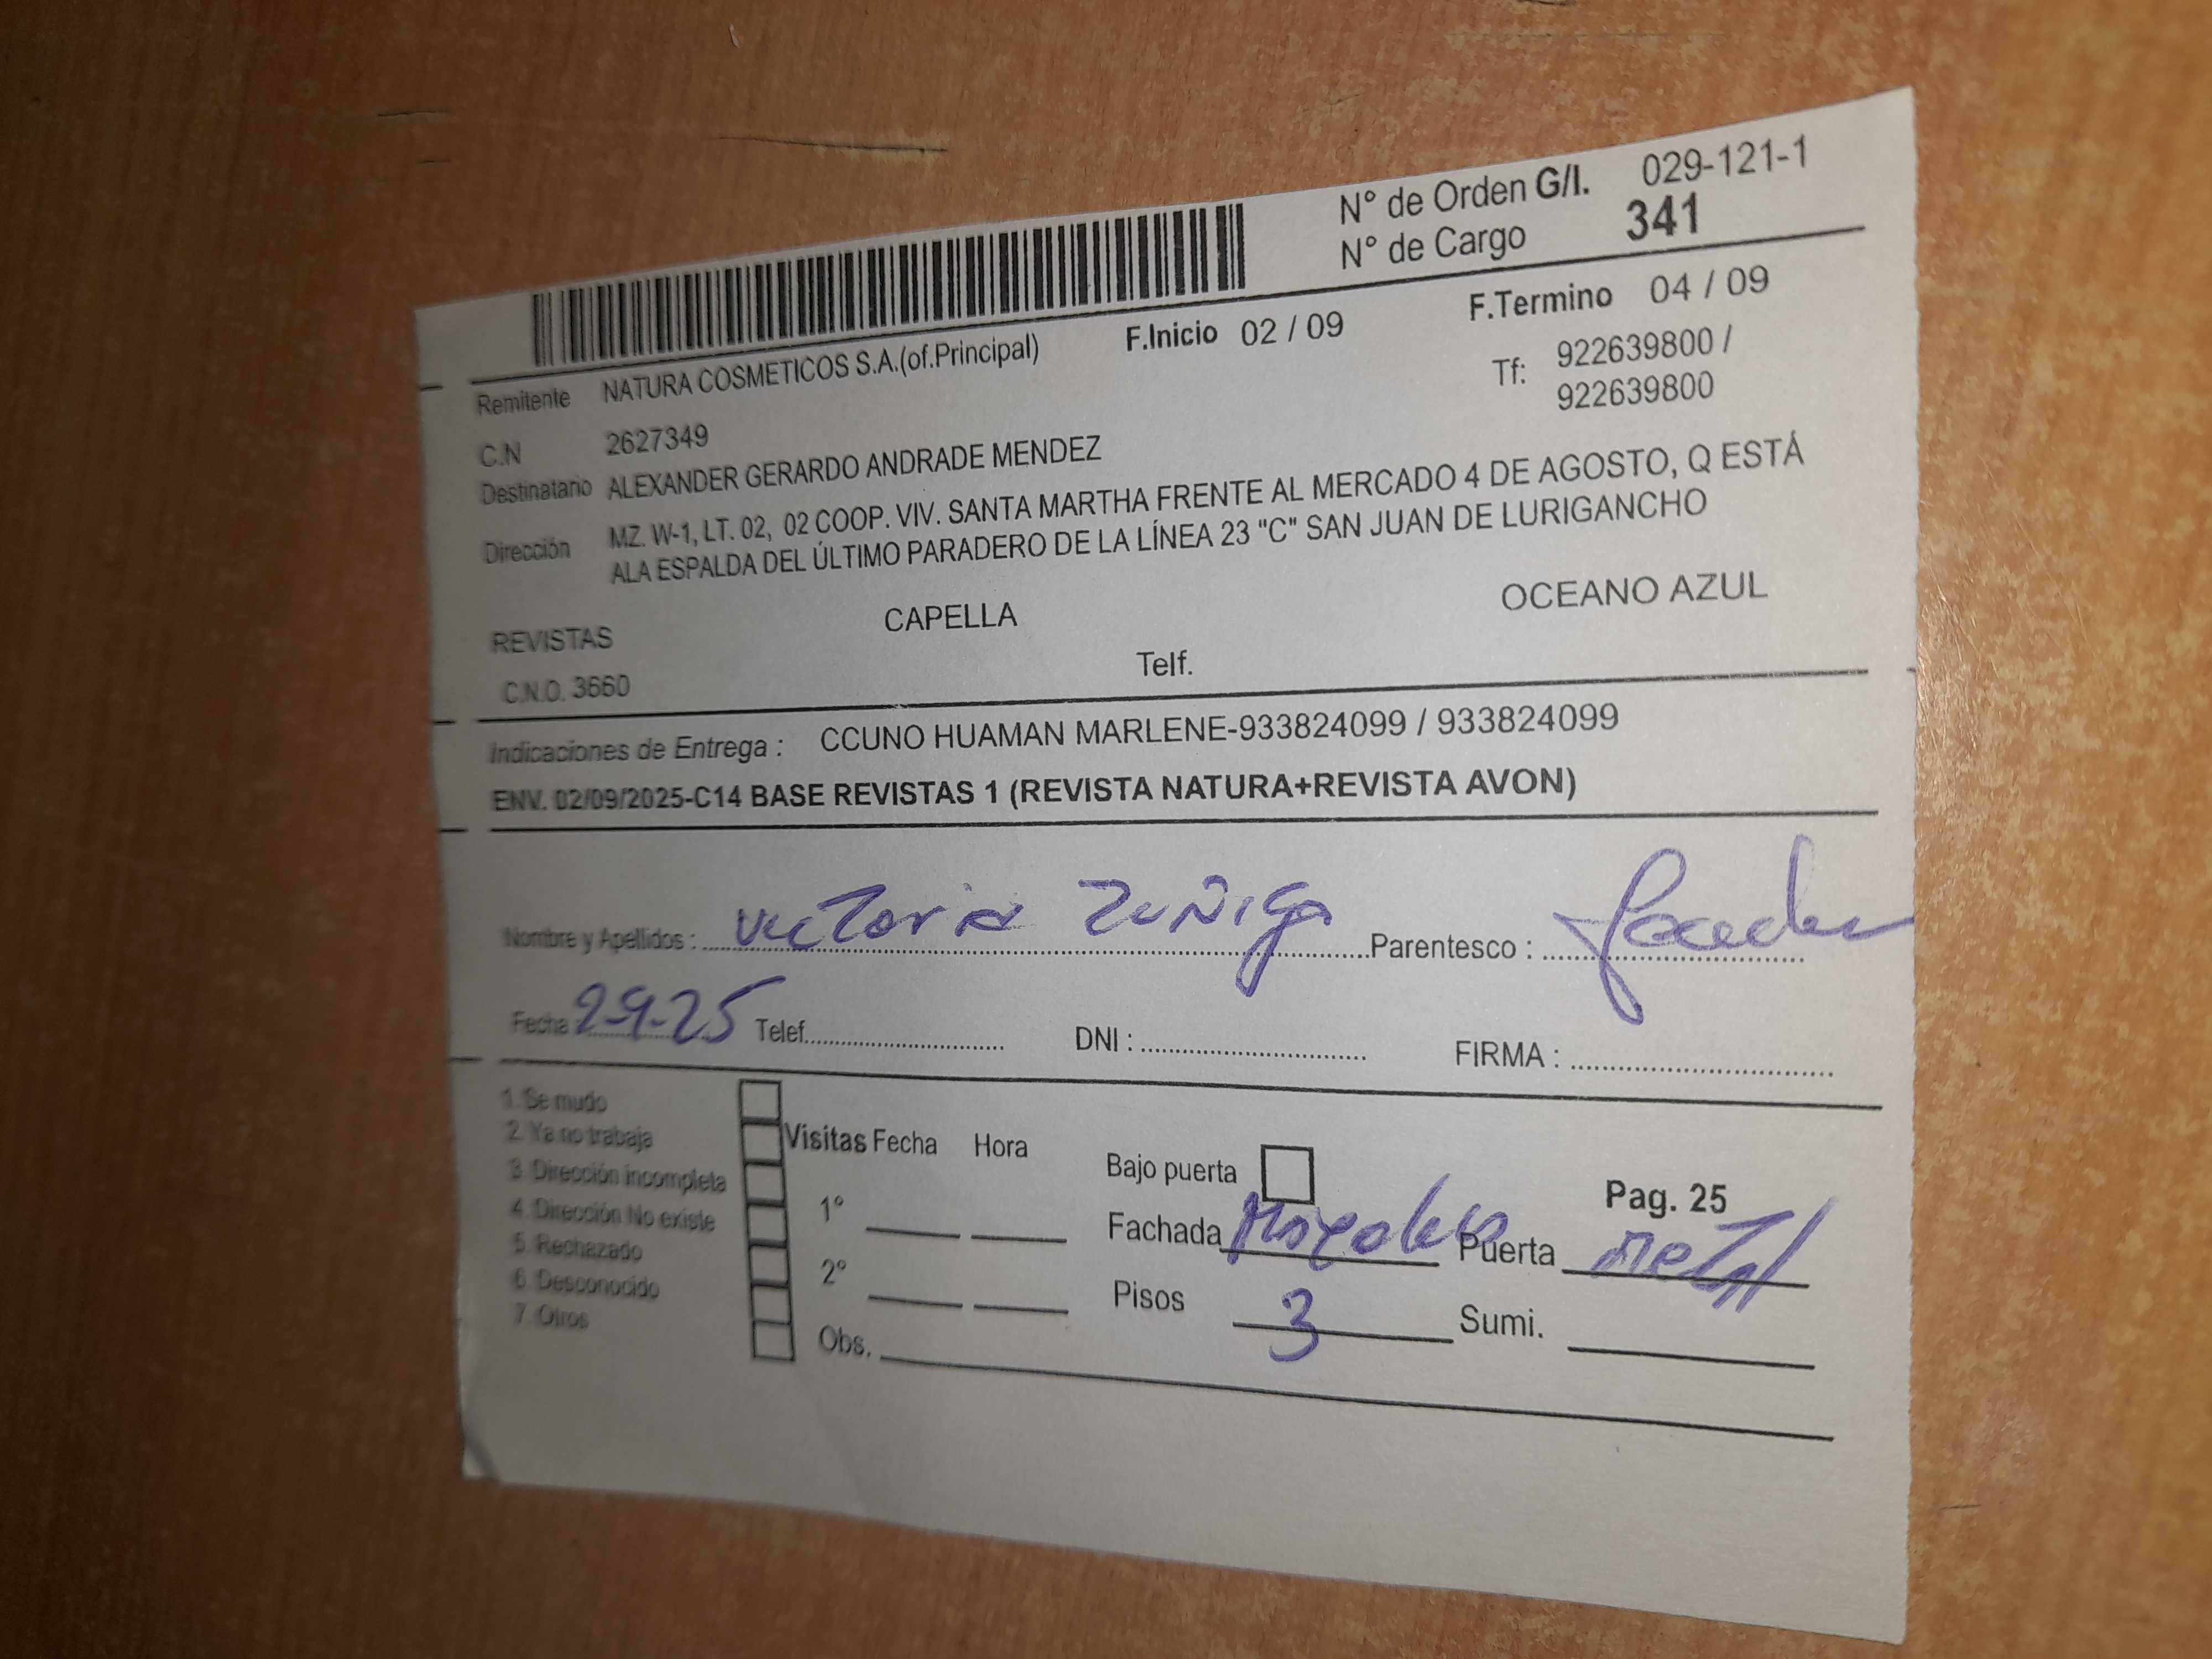 N° de Orden G/I. 029-121-1
N° de Cargo 341
F.Inicio 02 / 09 F.Termino 04 / 09
Remitente NATURA COSMETICOS S.A.(of.Principal) Tf: 922639800 /
922639800
C.N 2627349
Destinatario ALEXANDER GERARDO ANDRADE MENDEZ
Dirección MZ. W-1, LT. 02, 02 COOP. VIV. SANTA MARTHA FRENTE AL MERCADO 4 DE AGOSTO, Q ESTÁ
ALA ESPALDA DEL ÚLTIMO PARADERO DE LA LÍNEA 23 "C" SAN JUAN DE LURIGANCHO
REVISTAS CAPELLA OCEANO AZUL
C.N.O. 3660 Telf.
Indicaciones de Entrega : CCUNO HUAMAN MARLENE-933824099 / 933824099
ENV. 02/09/2025-C14 BASE REVISTAS 1 (REVISTA NATURA+REVISTA AVON)
Nombre y Apellidos : Victoria Zuñiga Parentesco :
Fecha 2-9-25 Telef. DNI : FIRMA :
1. Se mudo
2. Ya no trabaja Visitas Fecha Hora Bajo puerta
3. Dirección incompleta Pag. 25
4. Dirección No existe 1° Fachada Puerta Metal
5. Rechazado
6. Desconocido 2° Pisos 3 Sumi.
7. Otros Obs.